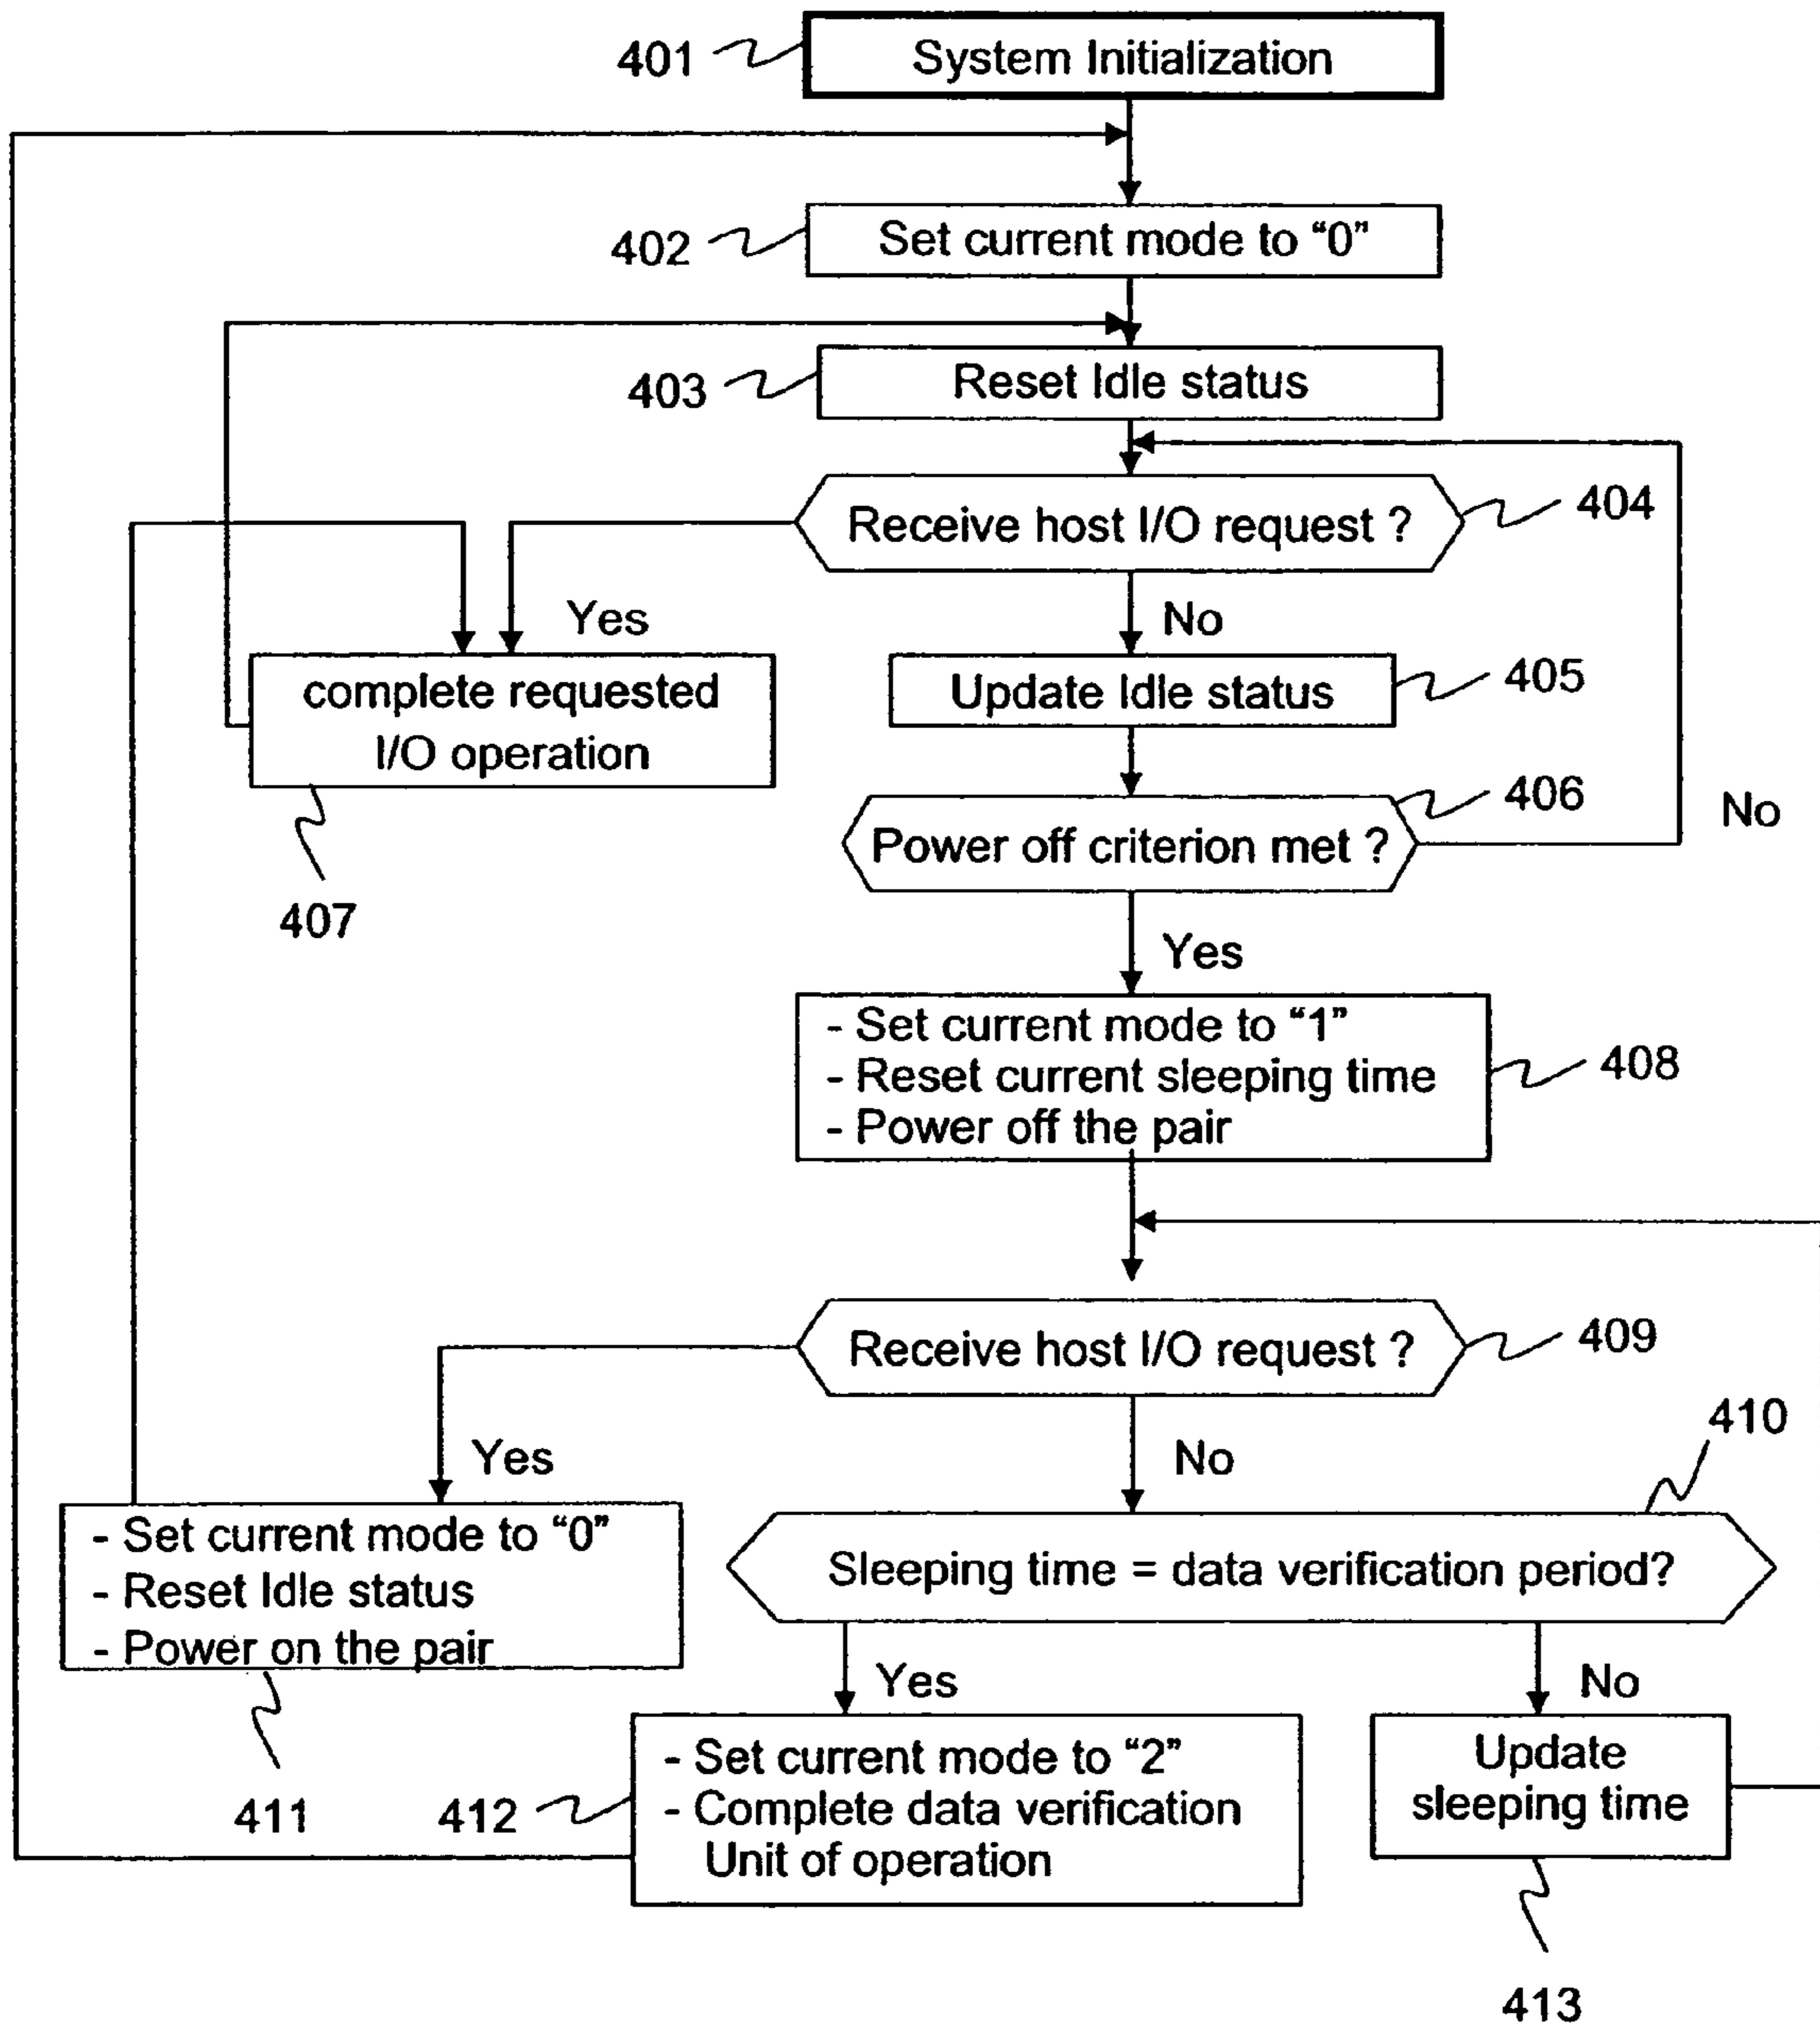 401
System Initialization
402
Set current mode to “0”
403
Reset Idle status
404
Receive host I/O request ?
Yes
No
complete requested
I/O operation
407
Update Idle status
405
406
Power off criterion met ?
No
Yes
- Set current mode to “1”
- Reset current sleeping time
- Power off the pair
408
Receive host I/O request ?
409
410
Yes
No
- Set current mode to “0”
- Reset Idle status
- Power on the pair
411
Sleeping time = data verification period?
Yes
No
412
- Set current mode to “2”
- Complete data verification
Unit of operation
Update
sleeping time
413